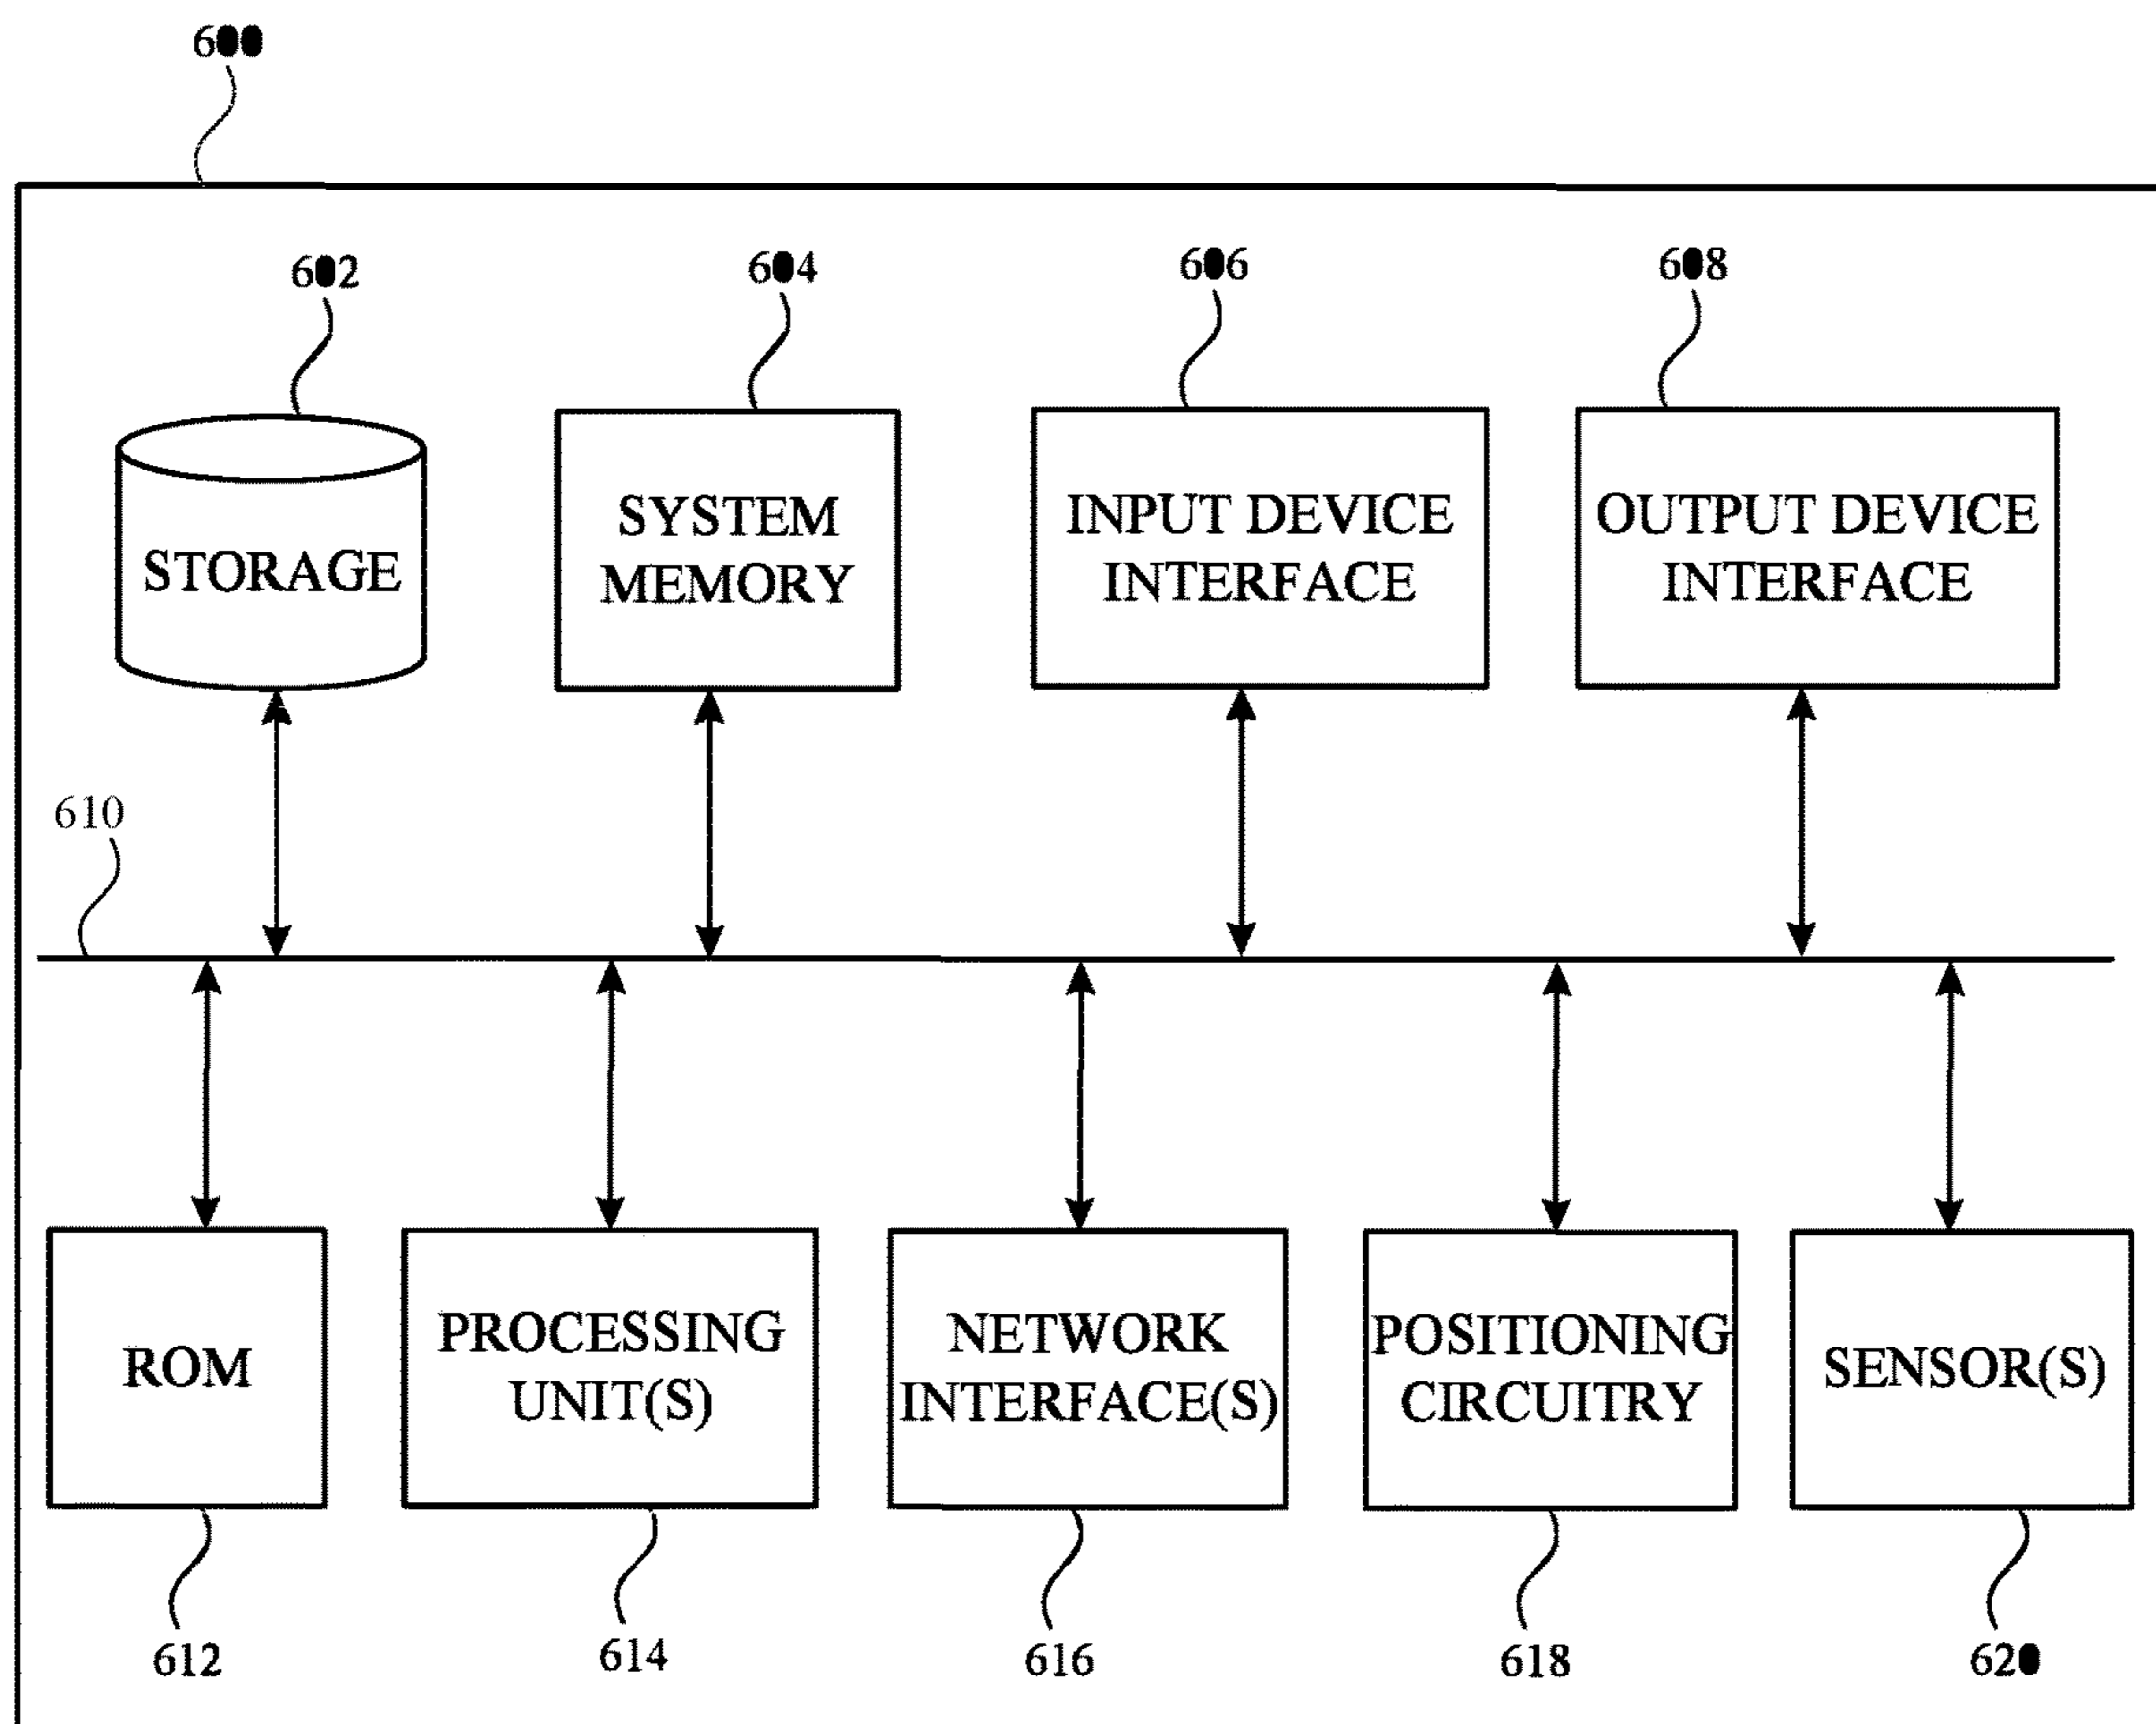 600
602
604
606
608
STORAGE
SYSTEM
MEMORY
INPUT DEVICE
INTERFACE
OUTPUT DEVICE
INTERFACE
610
ROM
PROCESSING
UNIT(S)
NETWORK
INTERFACE(S)
POSITIONING
CIRCUITRY
SENSOR(S)
612
614
616
618
620